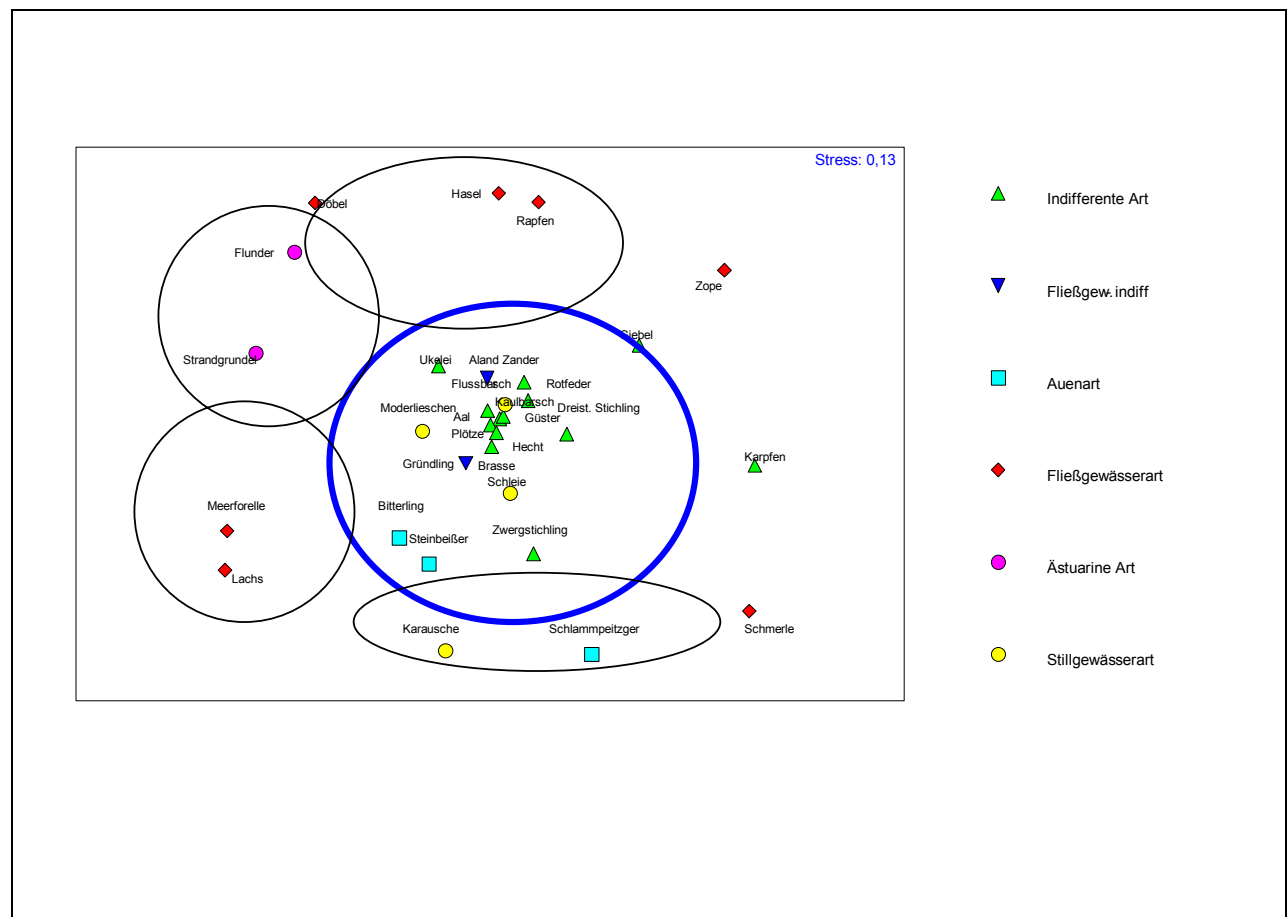 Stress: 0,13
Hasel
Döbel
Rapfen
Flunder
Zope
Strandgrundel
Giebel
Ukelei
Aland Zander
Flussbarsch
Rotfeder
Kaulbarsch
Moderlieschen
Dreist. Stichling
Aal
Güster
Plötze
Hecht
Karpfen
Gründling
Brasse
Schleie
Meerforelle
Bitterling
Zwergstichling
Steinbeißer
Lachs
Karausche
Schlammpeitzger
Schmerle
Indifferente Art
Fließgew. indiff
Auenart
Fließgewässerart
Ästuarine Art
Stillgewässerart